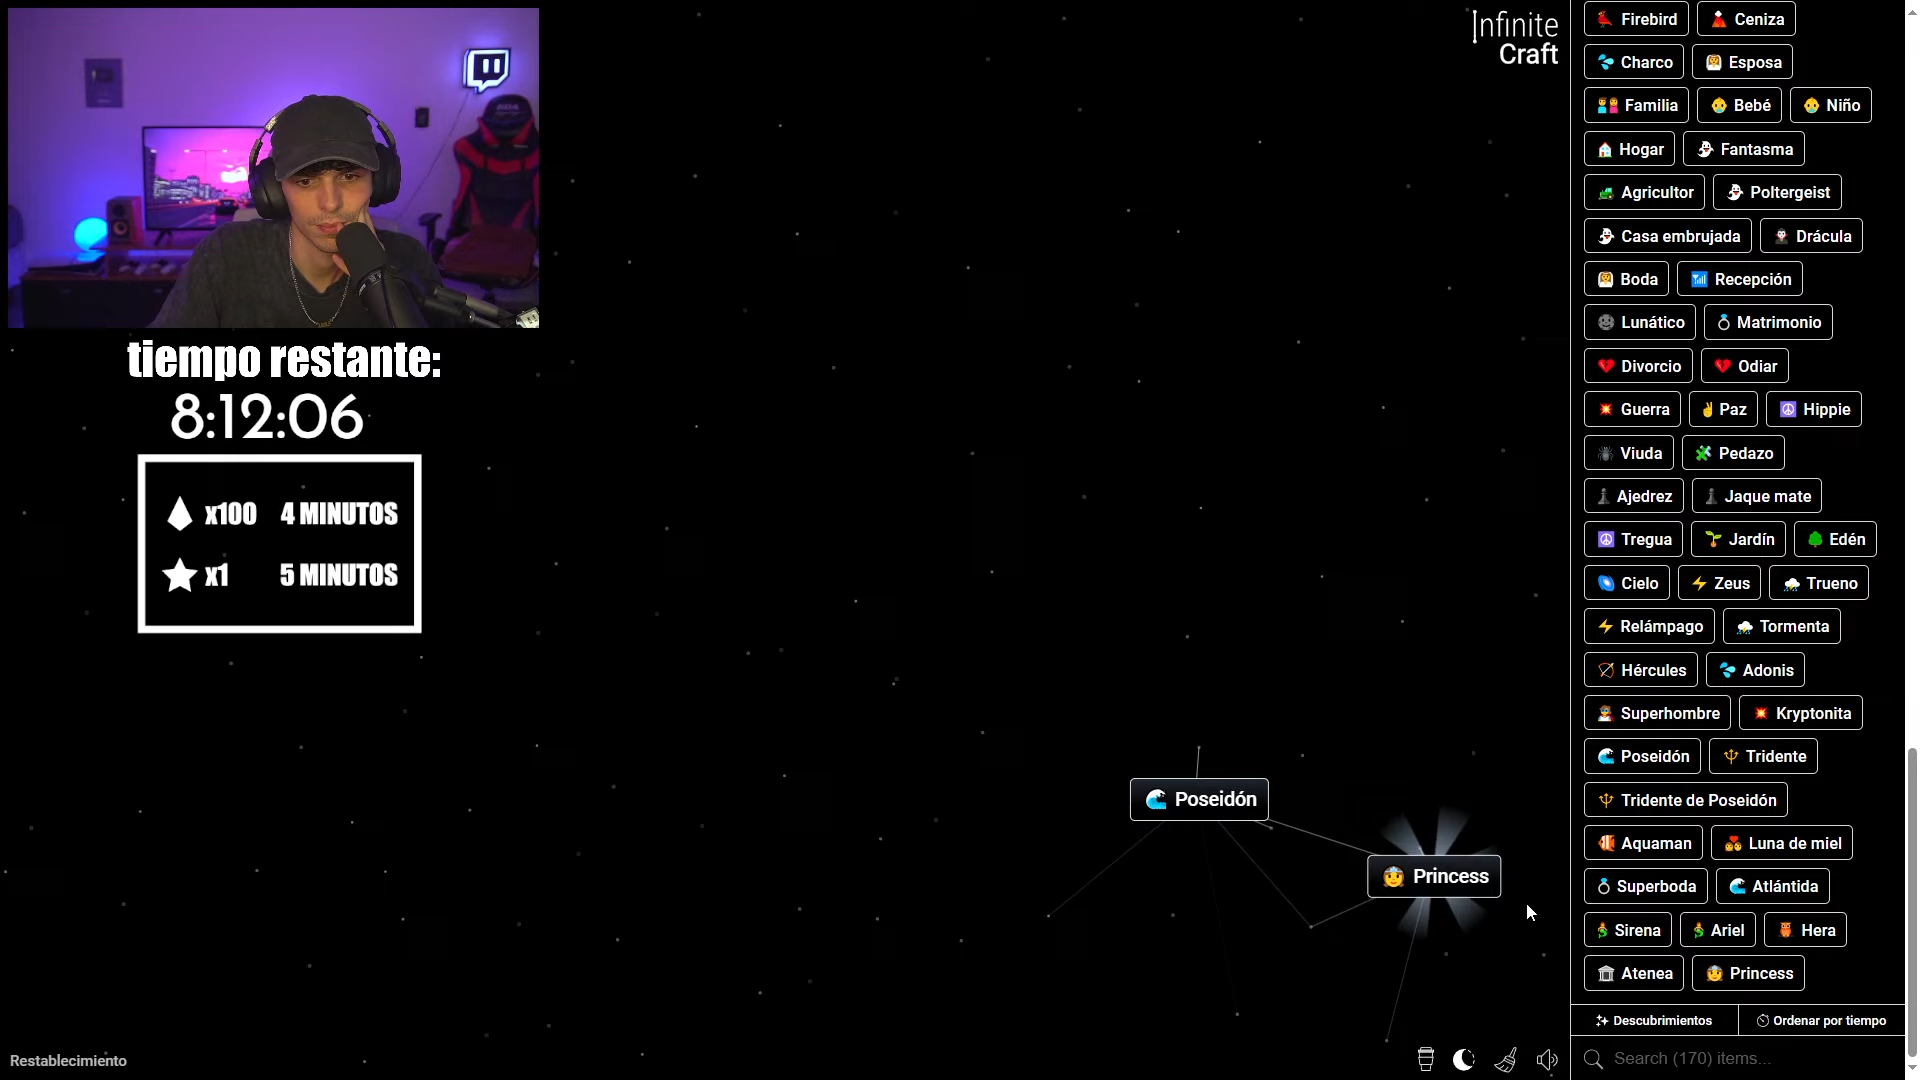 Infinite
Craft
tiempo restante:
8:12:06
x100 4 MINUTOS
x1 5 MINUTOS
Poseidón
Princess
Restablecimiento
Firebird Ceniza
Charco Esposa
Familia Bebé Niño
Hogar Fantasma
Agricultor Poltergeist
Casa embrujada Drácula
Boda Recepción
Lunático Matrimonio
Divorcio Odiar
Guerra Paz Hippie
Viuda Pedazo
Ajedrez Jaque mate
Tregua Jardín Edén
Cielo Zeus Trueno
Relámpago Tormenta
Hércules Adonis
Superhombre Kryptonita
Poseidón Tridente
Tridente de Poseidón
Aquaman Luna de miel
Superboda Atlántida
Sirena Ariel Hera
Atenea Princess
Descubrimientos Ordenar por tiempo
Search (170) items...